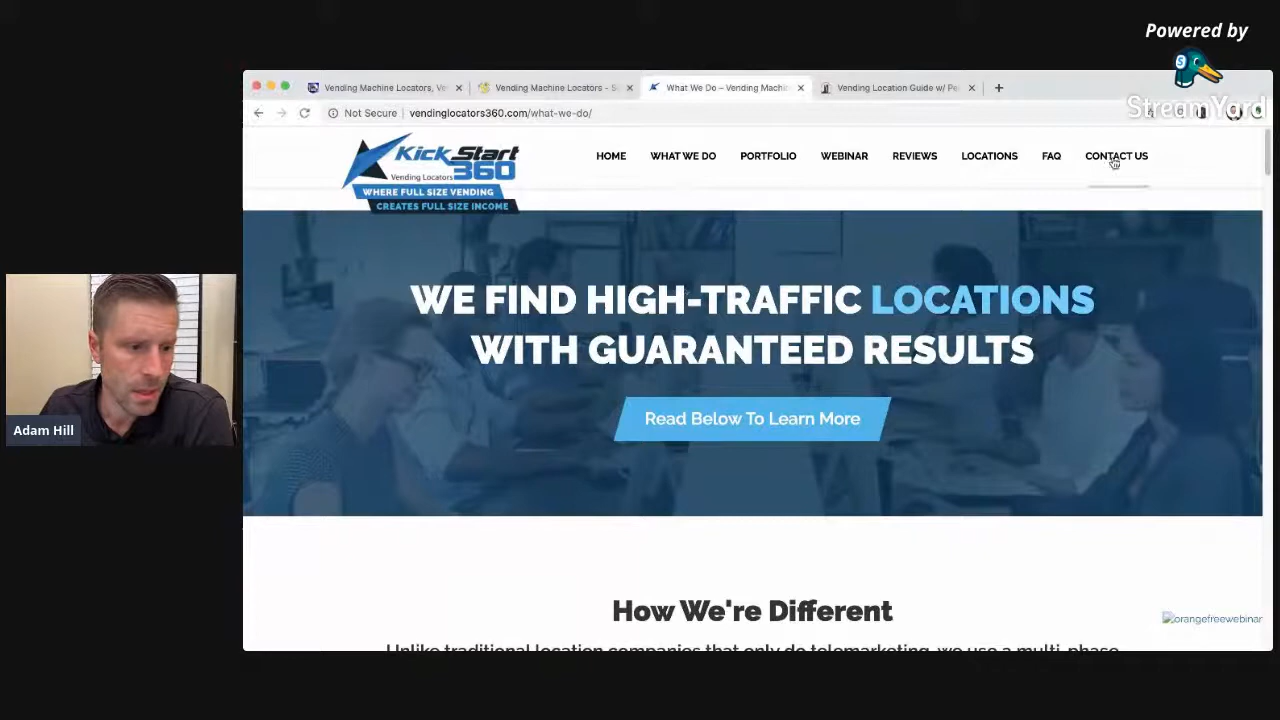 Powered by
StreamYard
Vending Machine Locators, Ve
Vending Machine Locators - S
What We Do – Vending Machi
Vending Location Guide w/ Pe
Not Secure
vendinglocators360.com/what-we-do/
Kick Start
360
Vending Locators
WHERE FULL SIZE VENDING
CREATES FULL SIZE INCOME
HOME
WHAT WE DO
PORTFOLIO
WEBINAR
REVIEWS
LOCATIONS
FAQ
CONTACT US
WE FIND HIGH-TRAFFIC LOCATIONS
WITH GUARANTEED RESULTS
Read Below To Learn More
Adam Hill
How We're Different
orangefreewebinar
Unlike traditional location companies that only do telemarketing, we use a multi-phase